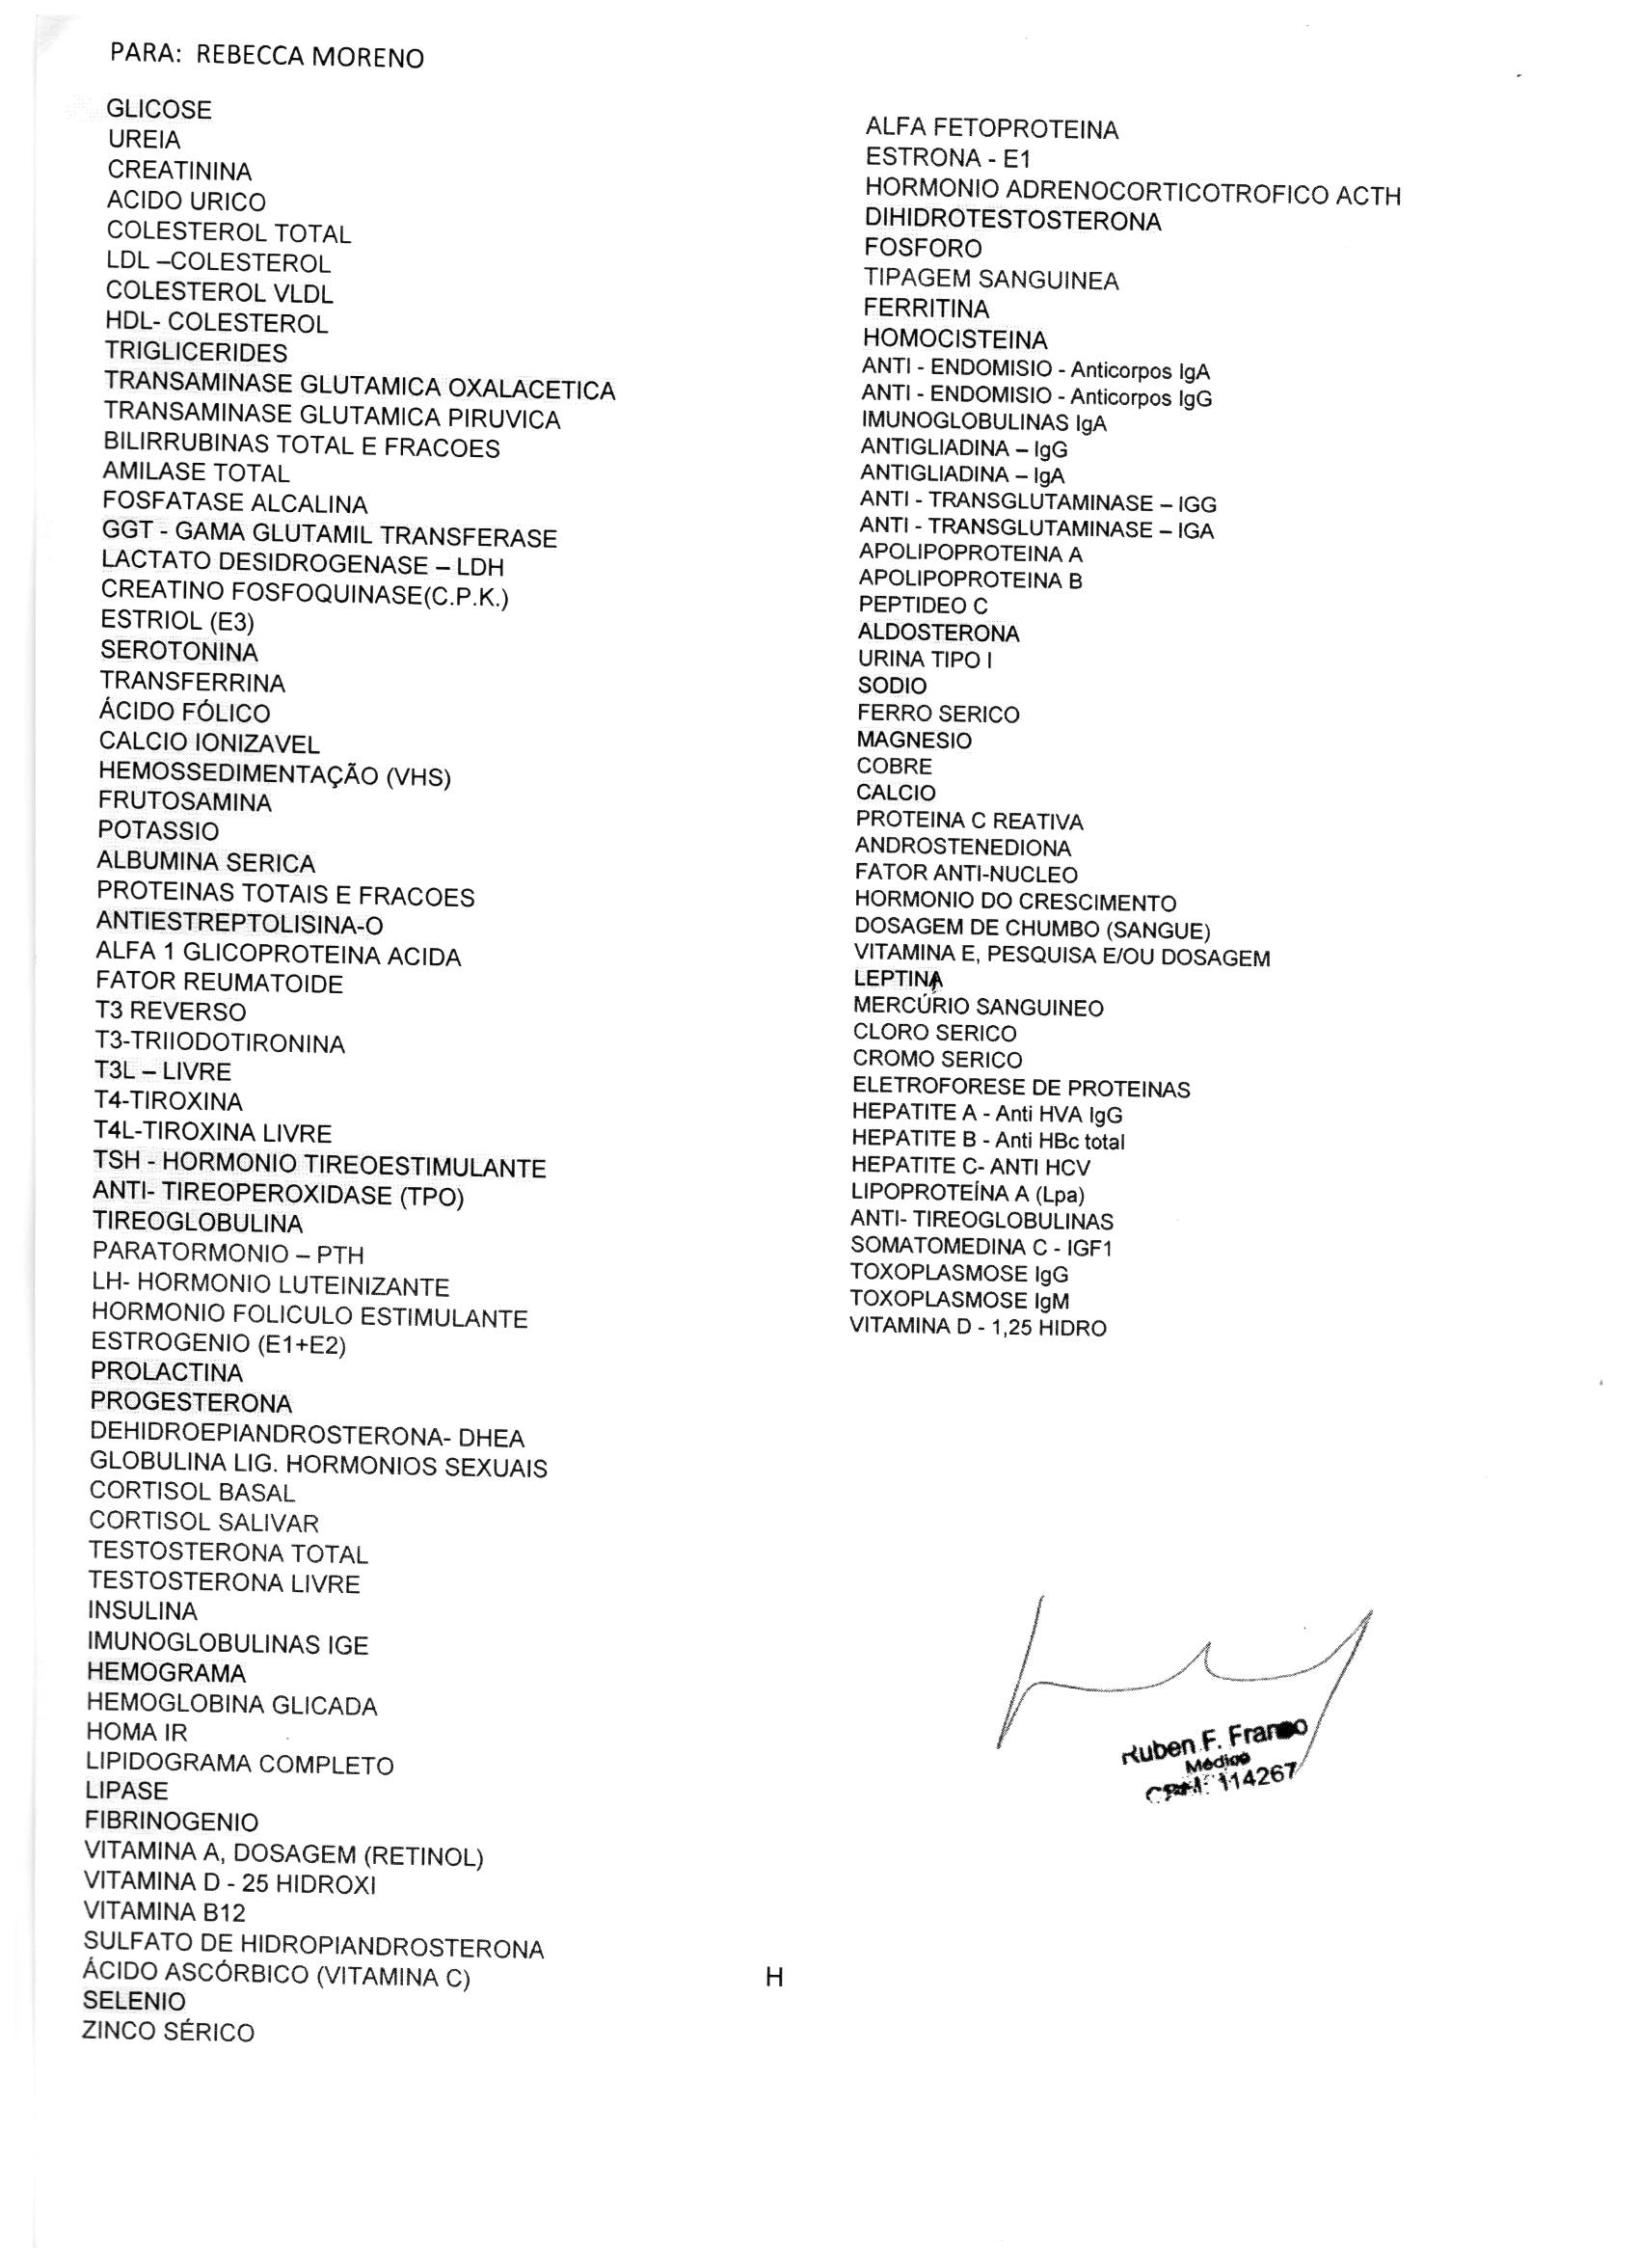 PARA: REBECCA MORENO
GLICOSE
UREIA
CREATININA
ACIDO URICO
COLESTEROL TOTAL
LDL –COLESTEROL
COLESTEROL VLDL
HDL- COLESTEROL
TRIGLICERIDES
TRANSAMINASE GLUTAMICA OXALACETICA
TRANSAMINASE GLUTAMICA PIRUVICA
BILIRRUBINAS TOTAL E FRACOES
AMILASE TOTAL
FOSFATASE ALCALINA
GGT - GAMA GLUTAMIL TRANSFERASE
LACTATO DESIDROGENASE – LDH
CREATINO FOSFOQUINASE(C.P.K.)
ESTRIOL (E3)
SEROTONINA
TRANSFERRINA
ÁCIDO FÓLICO
CALCIO IONIZAVEL
HEMOSSEDIMENTAÇÃO (VHS)
FRUTOSAMINA
POTASSIO
ALBUMINA SERICA
PROTEINAS TOTAIS E FRACOES
ANTIESTREPTOLISINA-O
ALFA 1 GLICOPROTEINA ACIDA
FATOR REUMATOIDE
T3 REVERSO
T3-TRIIODOTIRONINA
T3L – LIVRE
T4-TIROXINA
T4L-TIROXINA LIVRE
TSH - HORMONIO TIREOESTIMULANTE
ANTI- TIREOPEROXIDASE (TPO)
TIREOGLOBULINA
PARATORMONIO – PTH
LH- HORMONIO LUTEINIZANTE
HORMONIO FOLICULO ESTIMULANTE
ESTROGENIO (E1+E2)
PROLACTINA
PROGESTERONA
DEHIDROEPIANDROSTERONA- DHEA
GLOBULINA LIG. HORMONIOS SEXUAIS
CORTISOL BASAL
CORTISOL SALIVAR
TESTOSTERONA TOTAL
TESTOSTERONA LIVRE
INSULINA
IMUNOGLOBULINAS IGE
HEMOGRAMA
HEMOGLOBINA GLICADA
HOMA IR
LIPIDOGRAMA COMPLETO
LIPASE
FIBRINOGENIO
VITAMINA A, DOSAGEM (RETINOL)
VITAMINA D - 25 HIDROXI
VITAMINA B12
SULFATO DE HIDROPIANDROSTERONA
ÁCIDO ASCÓRBICO (VITAMINA C)
SELENIO
ZINCO SÉRICO
H
ALFA FETOPROTEINA
ESTRONA - E1
HORMONIO ADRENOCORTICOTROFICO ACTH
DIHIDROTESTOSTERONA
FOSFORO
TIPAGEM SANGUINEA
FERRITINA
HOMOCISTEINA
ANTI - ENDOMISIO - Anticorpos IgA
ANTI - ENDOMISIO - Anticorpos IgG
IMUNOGLOBULINAS IgA
ANTIGLIADINA – IgG
ANTIGLIADINA – IgA
ANTI - TRANSGLUTAMINASE – IGG
ANTI - TRANSGLUTAMINASE – IGA
APOLIPOPROTEINA A
APOLIPOPROTEINA B
PEPTIDEO C
ALDOSTERONA
URINA TIPO I
SODIO
FERRO SERICO
MAGNESIO
COBRE
CALCIO
PROTEINA C REATIVA
ANDROSTENEDIONA
FATOR ANTI-NUCLEO
HORMONIO DO CRESCIMENTO
DOSAGEM DE CHUMBO (SANGUE)
VITAMINA E, PESQUISA E/OU DOSAGEM
LEPTINA
MERCÚRIO SANGUINEO
CLORO SERICO
CROMO SERICO
ELETROFORESE DE PROTEINAS
HEPATITE A - Anti HVA IgG
HEPATITE B - Anti HBc total
HEPATITE C- ANTI HCV
LIPOPROTEÍNA A (Lpa)
ANTI- TIREOGLOBULINAS
SOMATOMEDINA C - IGF1
TOXOPLASMOSE IgG
TOXOPLASMOSE IgM
VITAMINA D - 1,25 HIDRO
Ruben F. Franco
Médico
114267